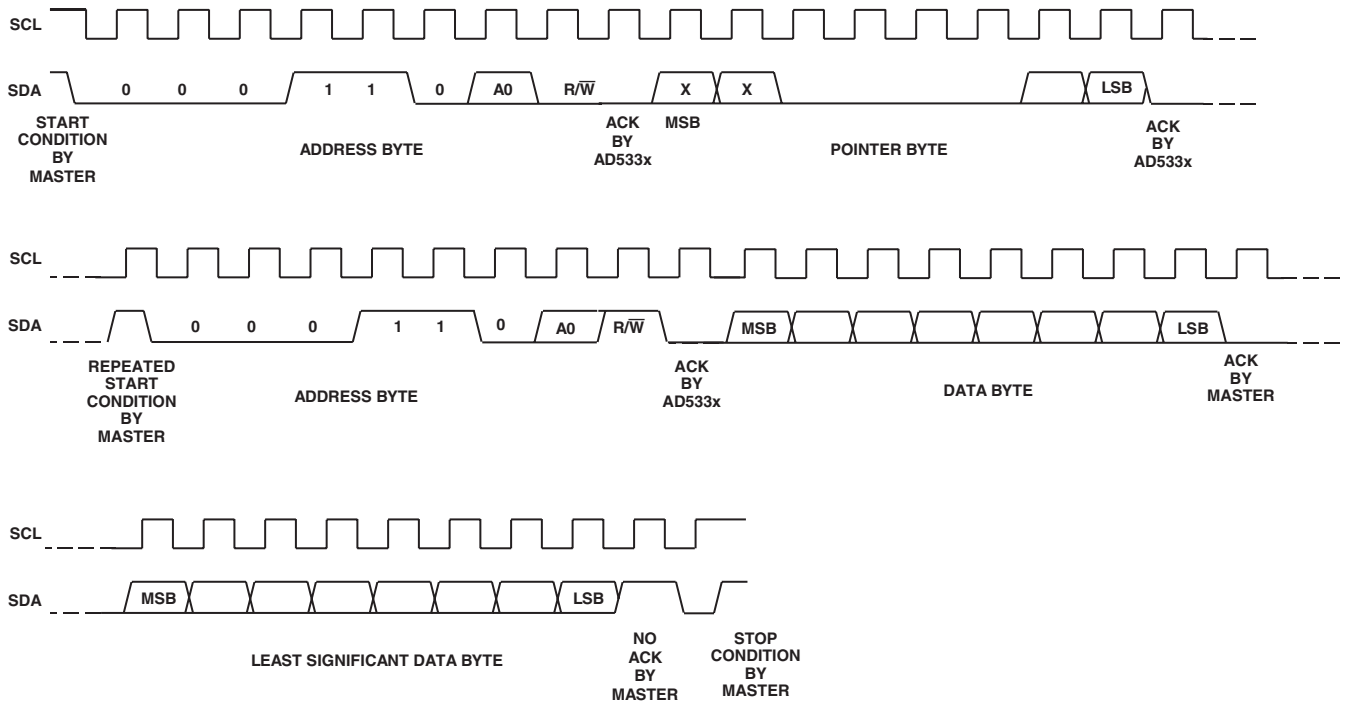 SCL
SDA 0 0 0 1 1 0 A0 R/W̅ X X LSB
START CONDITION BY MASTER
ADDRESS BYTE
ACK BY AD533x
MSB
POINTER BYTE
ACK BY AD533x
SCL
SDA 0 0 0 1 1 0 A0 R/W̅ MSB LSB
REPEATED START CONDITION BY MASTER
ADDRESS BYTE
ACK BY AD533x
DATA BYTE
ACK BY MASTER
SCL
SDA MSB LSB
LEAST SIGNIFICANT DATA BYTE
NO ACK BY MASTER
STOP CONDITION BY MASTER